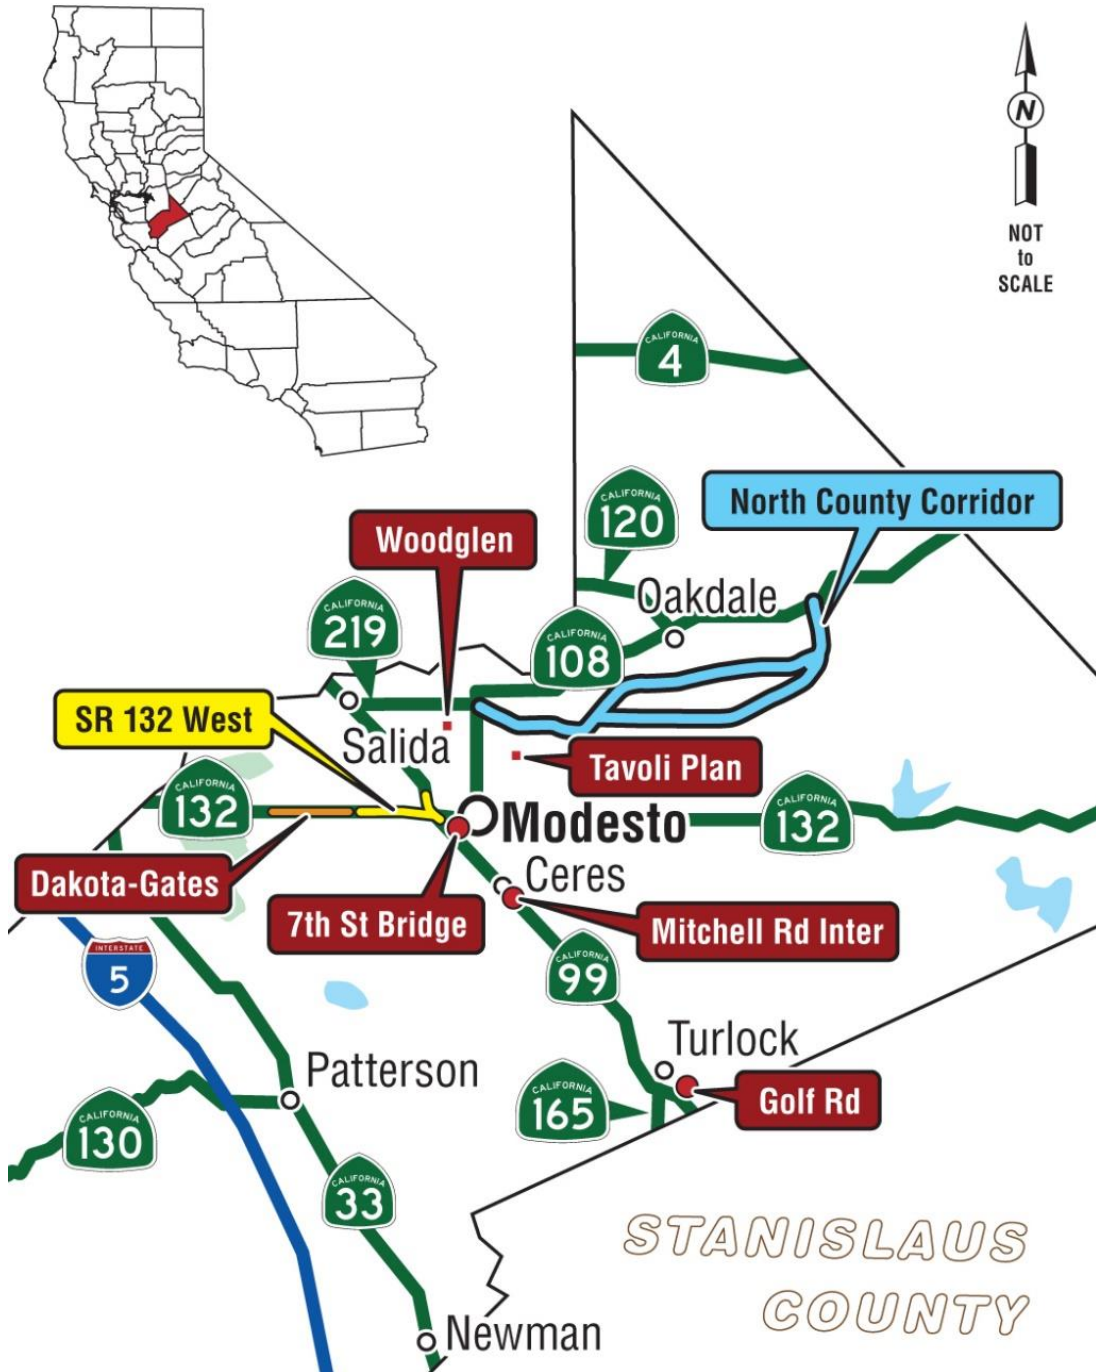 N
NOT
to
SCALE
CALIFORNIA
4
North County Corridor
CALIFORNIA
120
Woodglen
Oakdale
CALIFORNIA
219
CALIFORNIA
108
SR 132 West
Salida
Tavoli Plan
CALIFORNIA
132
Modesto
CALIFORNIA
132
Dakota-Gates
Ceres
7th St Bridge
Mitchell Rd Inter
INTERSTATE
5
CALIFORNIA
99
Turlock
Patterson
CALIFORNIA
165
Golf Rd
CALIFORNIA
130
CALIFORNIA
33
STANISLAUS
COUNTY
Newman